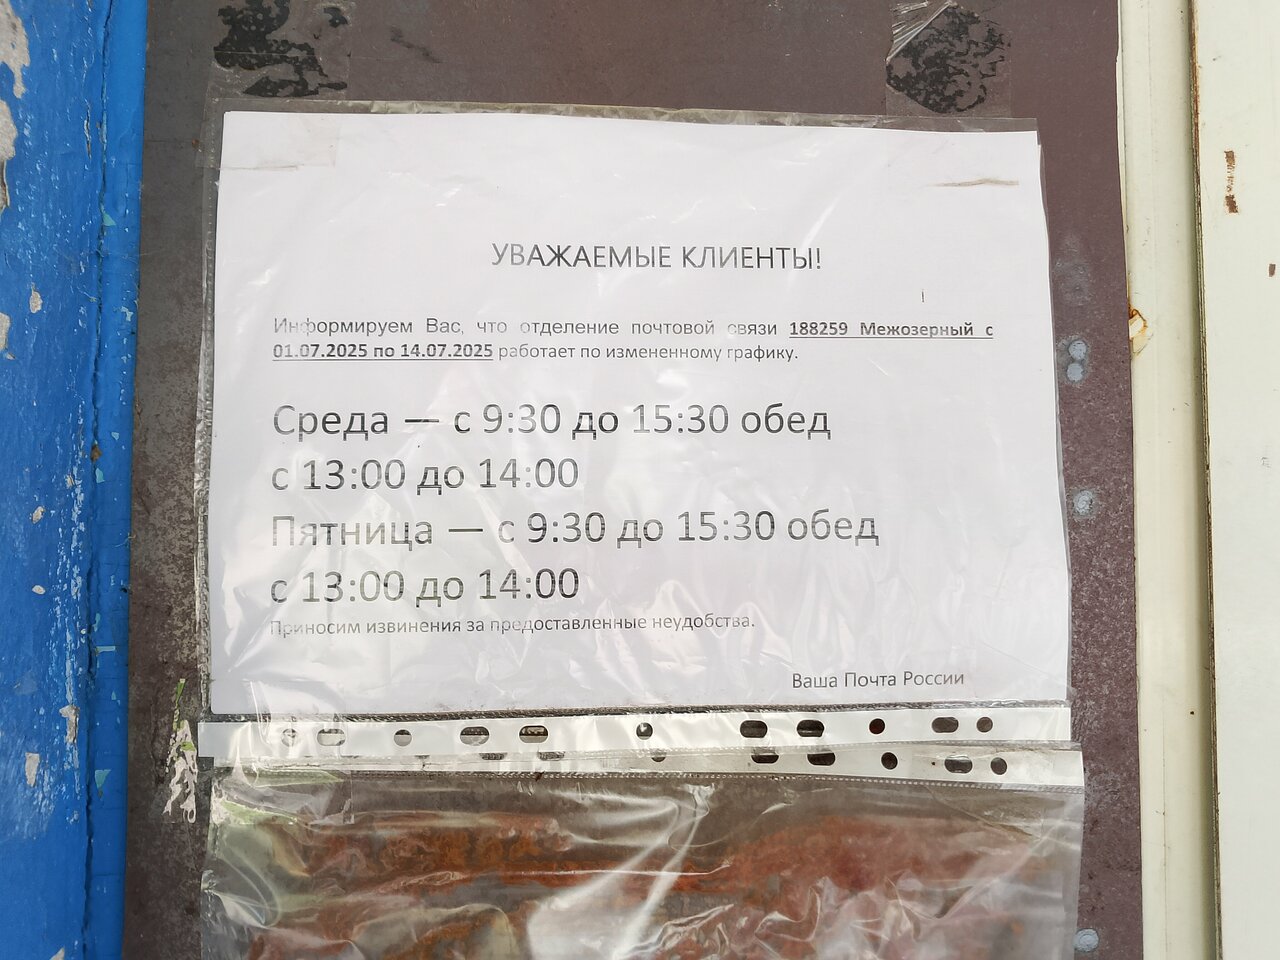 УВАЖАЕМЫЕ КЛИЕНТЫ!
Информируем Вас, что отделение почтовой связи 188259 Межозерный с
01.07.2025 по 14.07.2025 работает по измененному графику.
Среда — с 9:30 до 15:30 обед
с 13:00 до 14:00
Пятница — с 9:30 до 15:30 обед
с 13:00 до 14:00
Приносим извинения за предоставленные неудобства.
Ваша Почта России